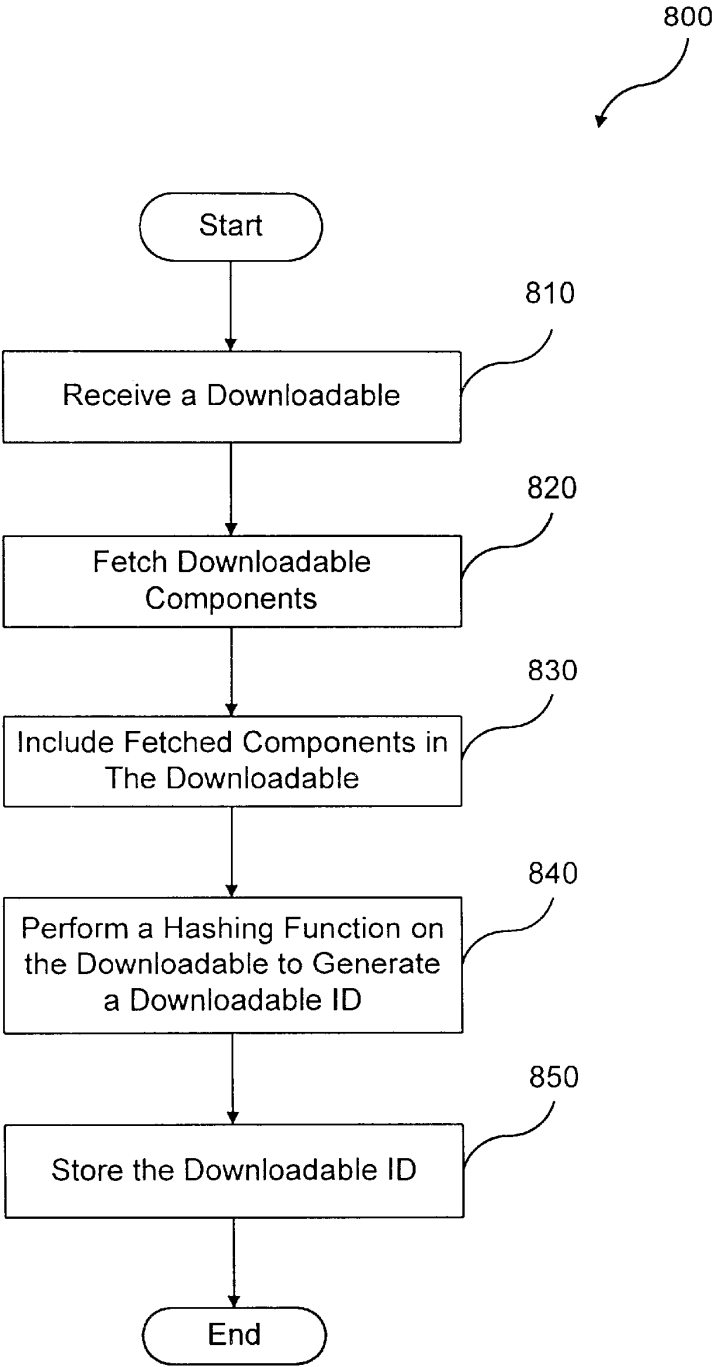 800
Start
810
Receive a Downloadable
820
Fetch Downloadable
Components
830
Include Fetched Components in
The Downloadable
840
Perform a Hashing Function on
the Downloadable to Generate
a Downloadable ID
850
Store the Downloadable ID
End